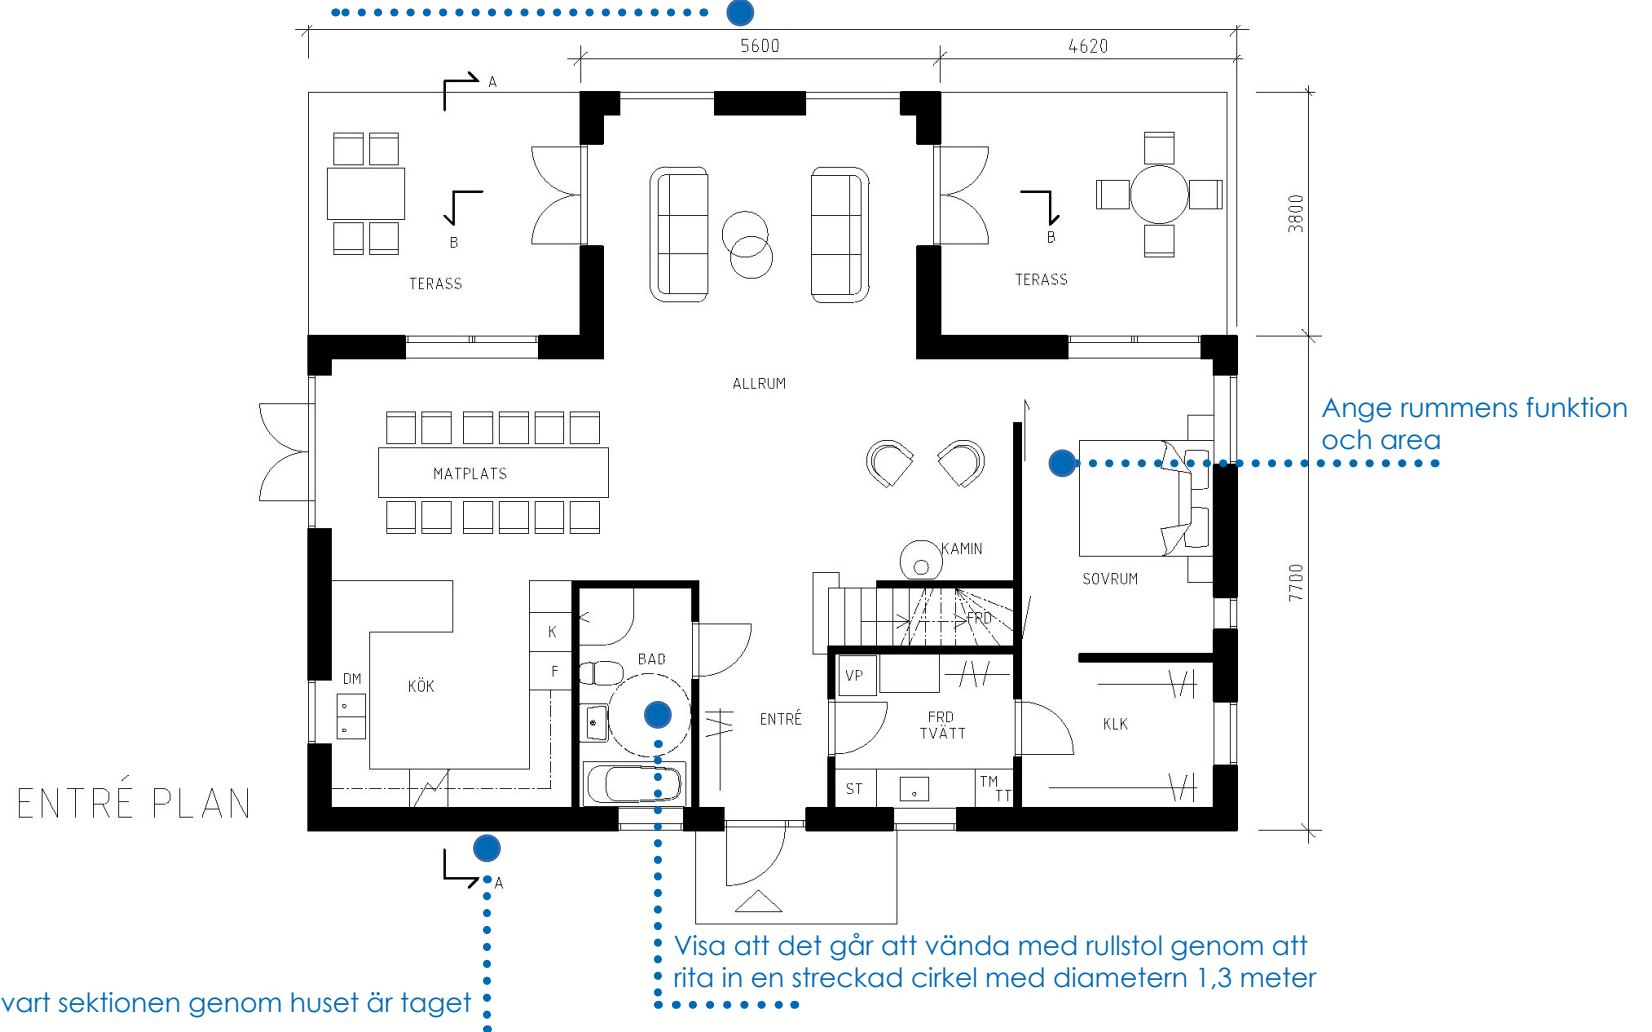 5600
4620
A
3800
B
B
TERASS
TERASS
ALLRUM
Ange rummens funktion
och area
MATPLATS
KAMIN
SOVRUM
7700
FRD
K
F
BAD
DM
KÖK
VP
ENTRÉ
FRD
TVÄTT
KLK
ST
TM
TT
ENTRÉ PLAN
A
Visa att det går att vända med rullstol genom att
rita in en streckad cirkel med diametern 1,3 meter
vart sektionen genom huset är taget